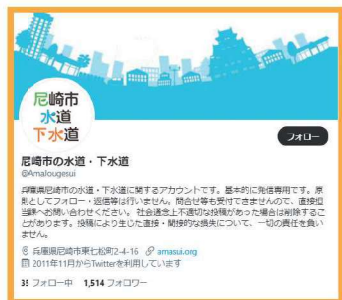 尼崎市
水道
下水道
フォロー
尼崎市の水道・下水道
@AmaJougesui
兵庫県尼崎市の水道・下水道に関するアカウントです。基本的に発信専用です。原
則としてフォロー・返信等は行いません。問合せ等も受付できませんので、直接担
当課へお問い合わせください。 社会通念上不適切な投稿があった場合は削除するこ
とがあります。投稿により生じた直接・間接的な損失について、一切の責任を負い
ません。
兵庫県尼崎市東七松町2-4-16 amasui.org
2011年11月からTwitterを利用しています
フォロー中 1,514 フォロワー